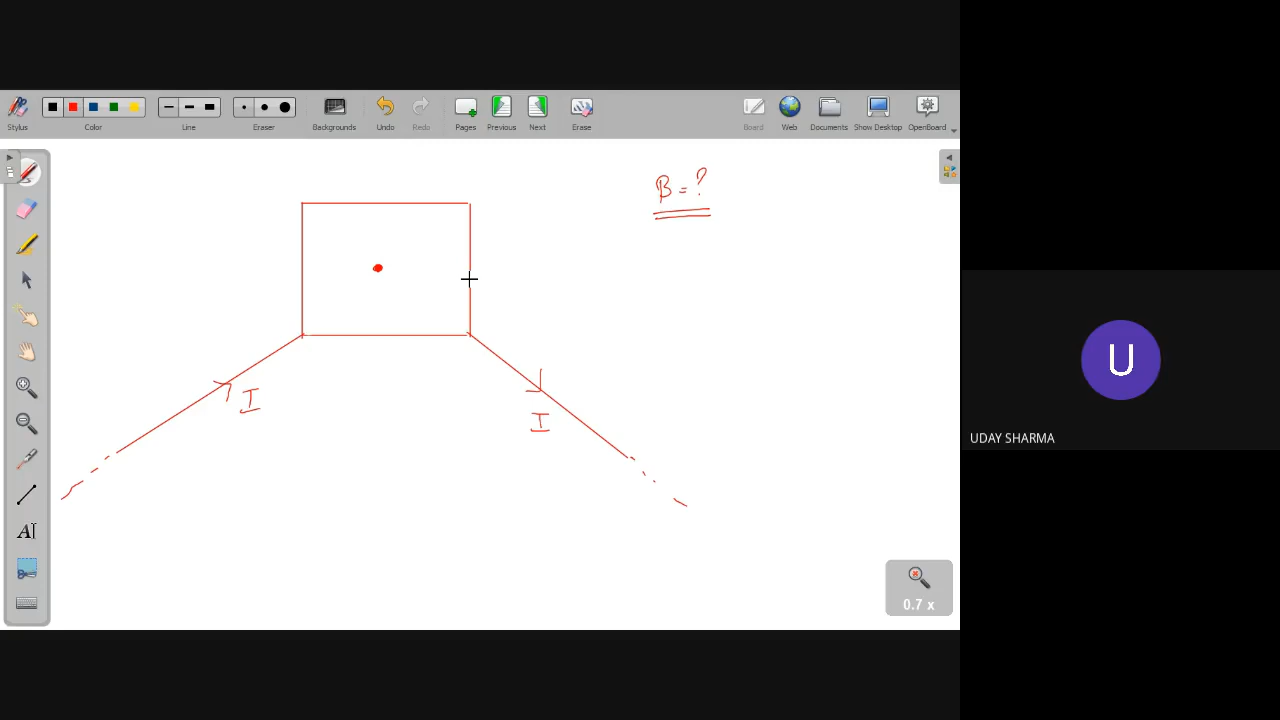 Stylus
Color
Line
Eraser
Backgrounds
Undo
Redo
Pages
Previous
Next
Erase
Board
Web
Documents
Show Desktop
OpenBoard
B = ?
I
I
AI
0.7 x
U
UDAY SHARMA